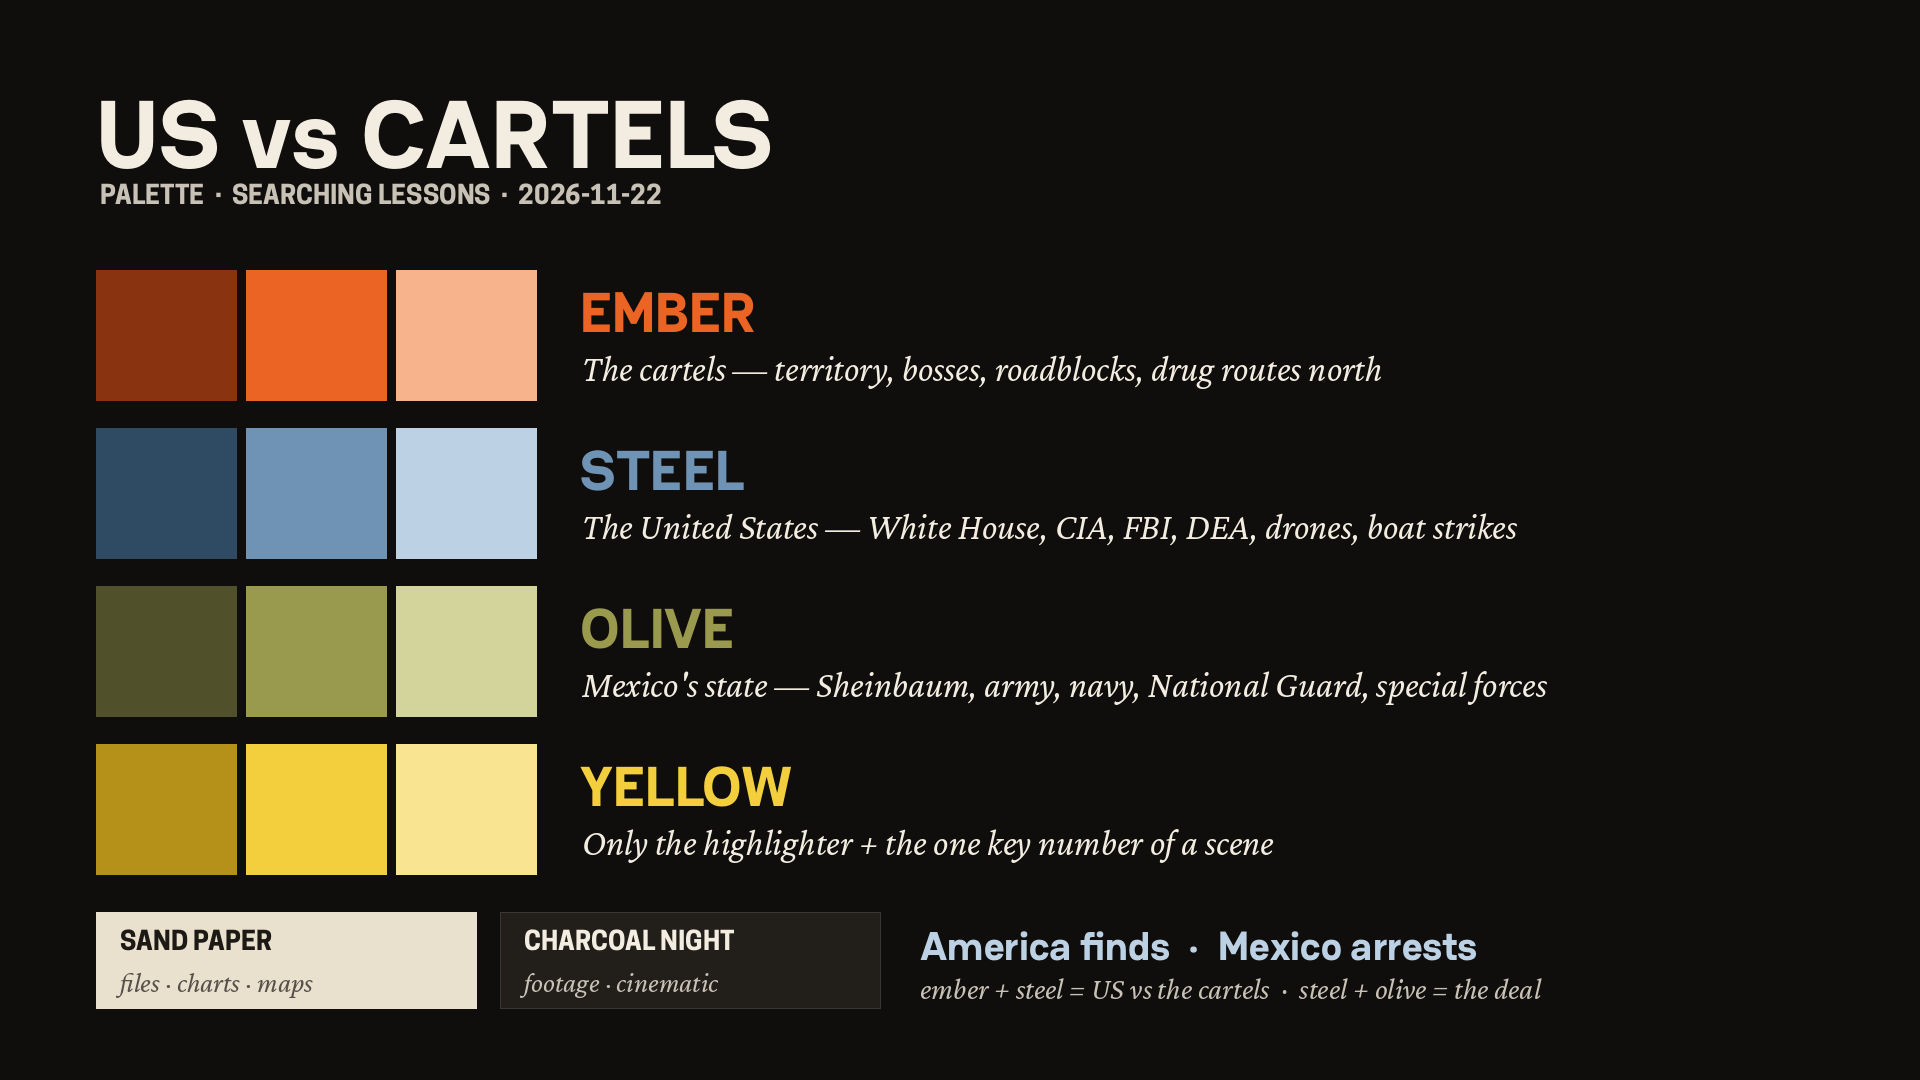 US vs CARTELS
PALETTE · SEARCHING LESSONS · 2026-11-22
EMBER
The cartels — territory, bosses, roadblocks, drug routes north
STEEL
The United States — White House, CIA, FBI, DEA, drones, boat strikes
OLIVE
Mexico's state — Sheinbaum, army, navy, National Guard, special forces
YELLOW
Only the highlighter + the one key number of a scene
SAND PAPER
files · charts · maps
CHARCOAL NIGHT
footage · cinematic
America finds · Mexico arrests
ember + steel = US vs the cartels · steel + olive = the deal